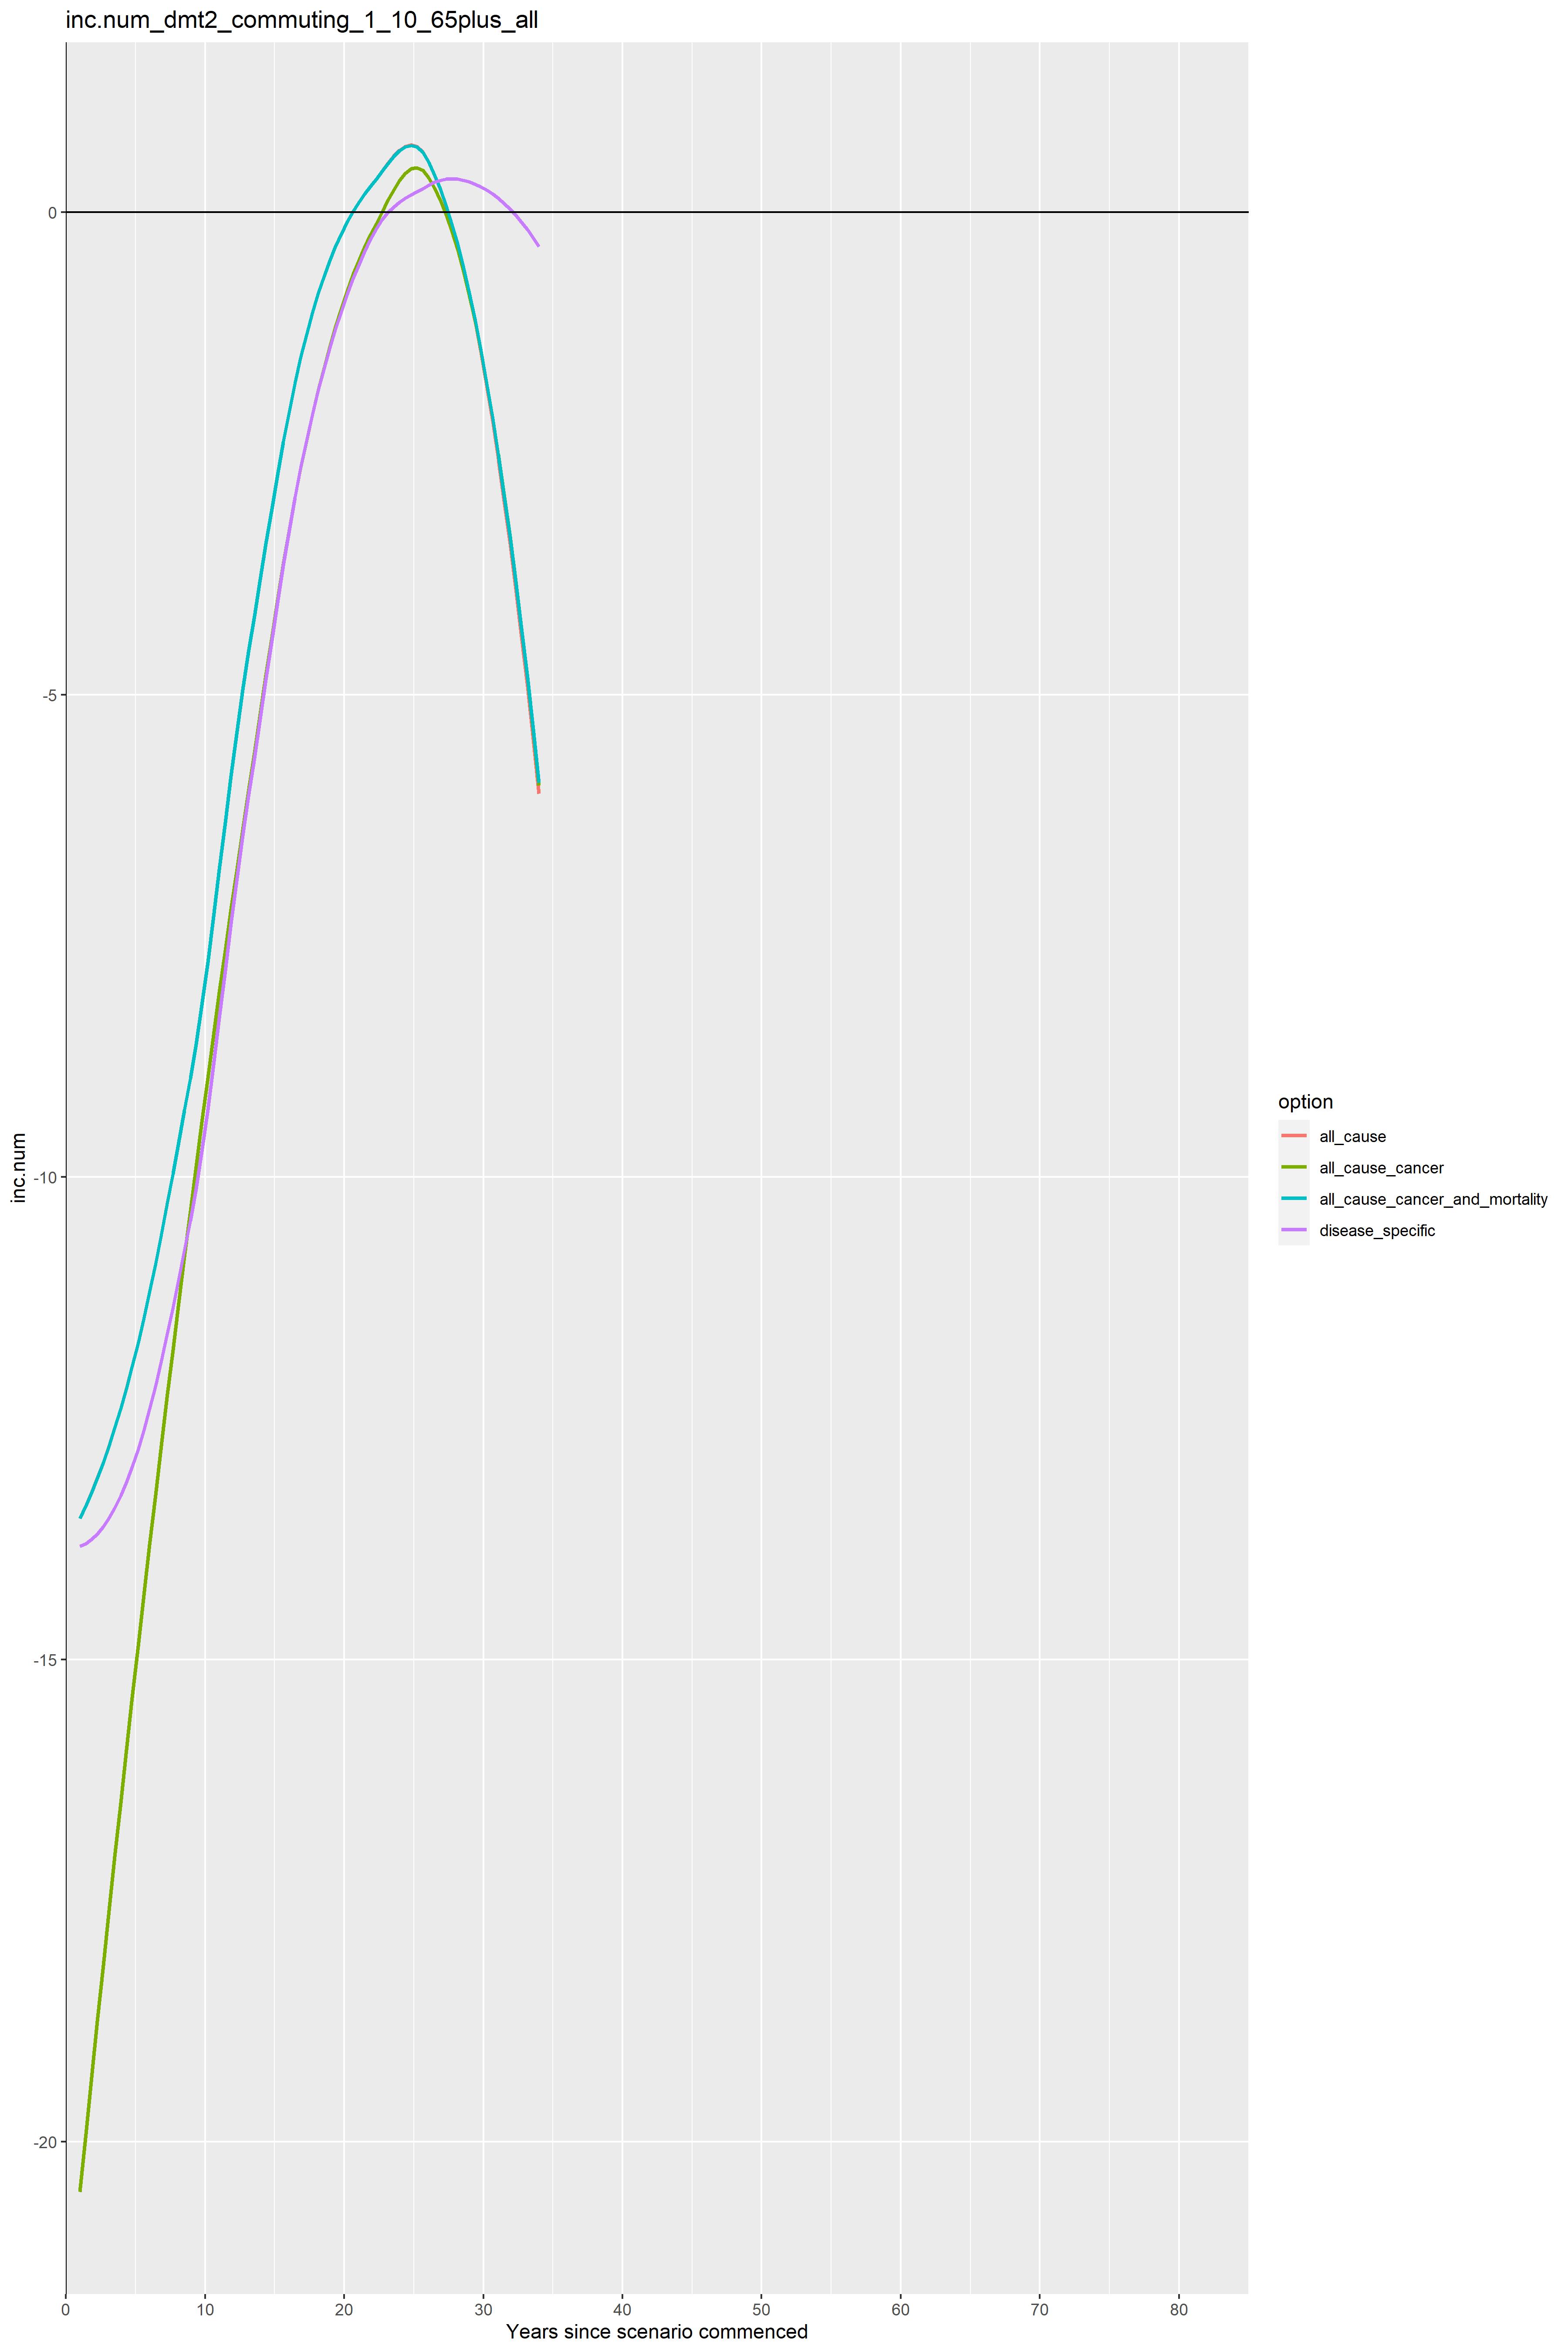 inc.num_dmt2_commuting_1_10_65plus_all
0
-5
-10
-15
-20
inc.num
0 10 20 30 40 50 60 70 80
Years since scenario commenced
option
all_cause
all_cause_cancer
all_cause_cancer_and_mortality
disease_specific